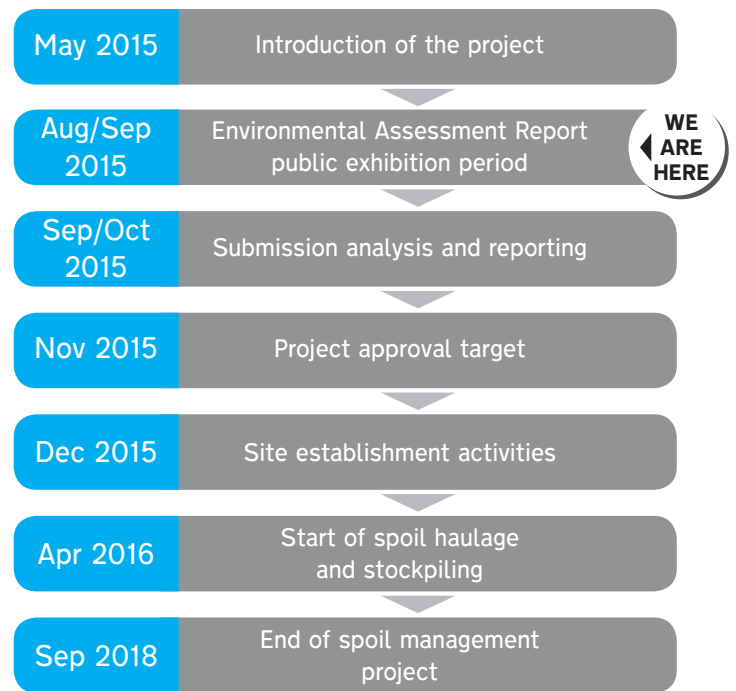 May 2015
Introduction of the project
Aug/Sep
2015
Environmental Assessment Report
public exhibition period
WE
ARE
HERE
Sep/Oct
2015
Submission analysis and reporting
Nov 2015
Project approval target
Dec 2015
Site establishment activities
Apr 2016
Start of spoil haulage
and stockpiling
Sep 2018
End of spoil management
project